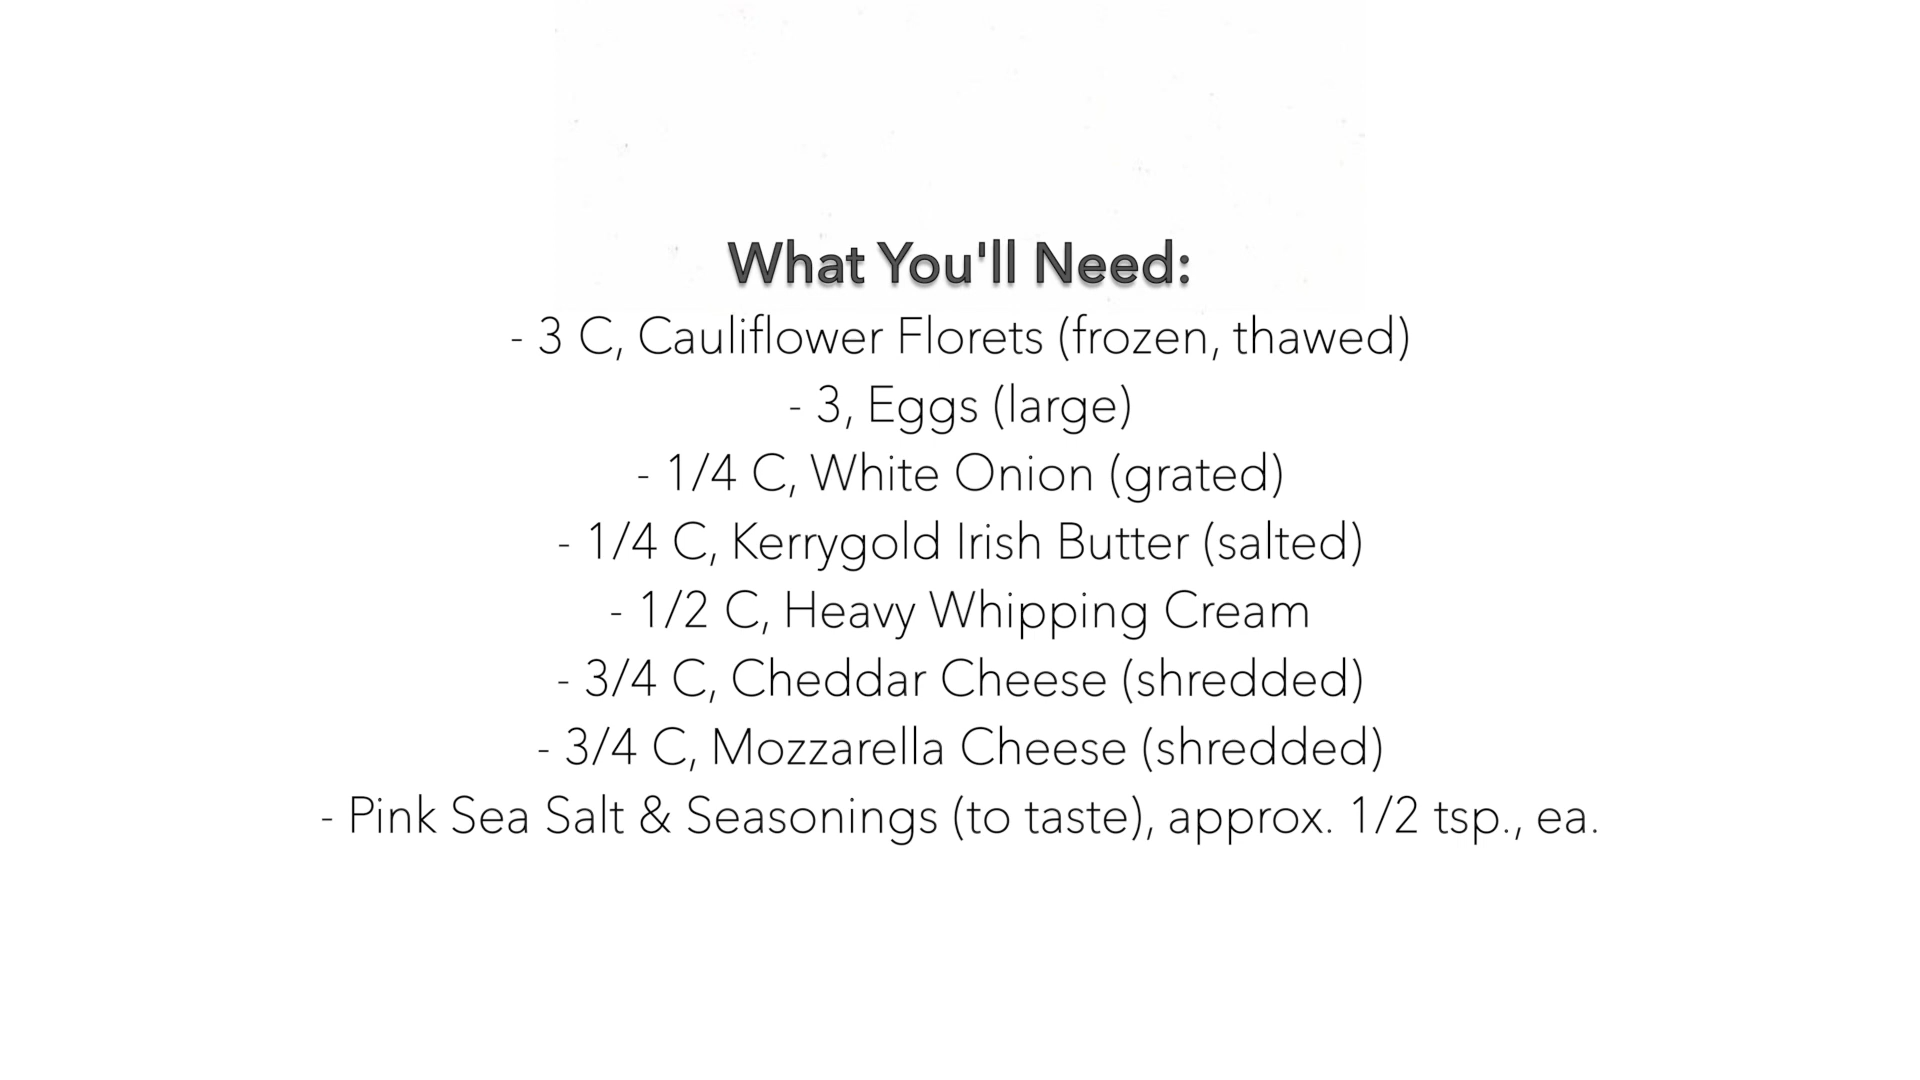 What You'll Need:
- 3 C, Cauliflower Florets (frozen, thawed)
- 3, Eggs (large)
- 1/4 C, White Onion (grated)
- 1/4 C, Kerrygold Irish Butter (salted)
- 1/2 C, Heavy Whipping Cream
- 3/4 C, Cheddar Cheese (shredded)
- 3/4 C, Mozzarella Cheese (shredded)
- Pink Sea Salt & Seasonings (to taste), approx. 1/2 tsp., ea.